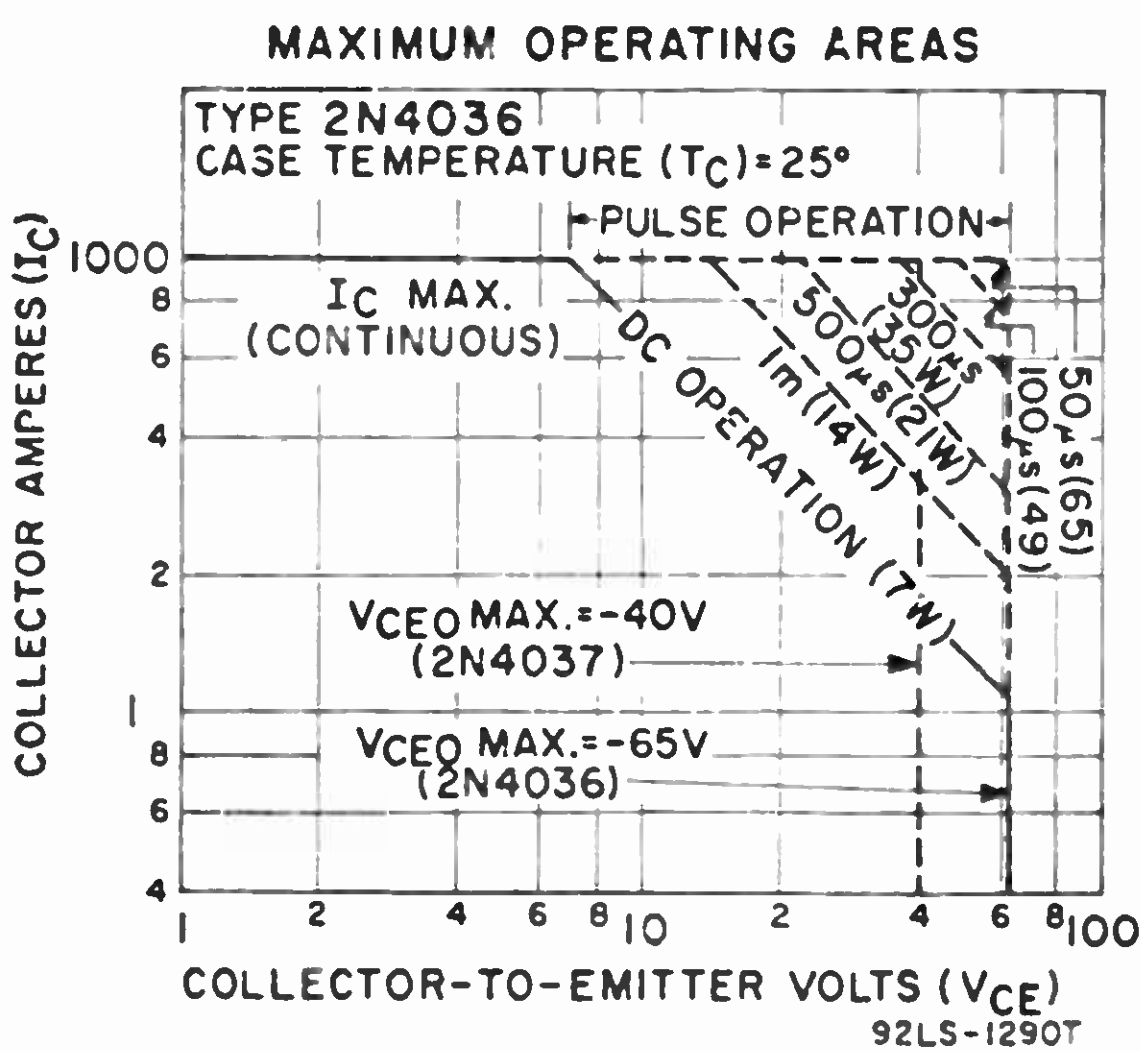 MAXIMUM OPERATING AREAS
TYPE 2N4036
CASE TEMPERATURE (TC)=25°
PULSE OPERATION
COLLECTOR AMPERES (IC)
1000
8
6
4
2
1
8
6
4
IC MAX.
(CONTINUOUS)
DC OPERATION (7W)
1m (14W)
500μs (21W)
300μs
(35W)
100μs (49)
50μs (65)
VCEO MAX.=-40V
(2N4037)
VCEO MAX.=-65V
(2N4036)
1 2 4 6 8 10 2 4 6 8 100
COLLECTOR-TO-EMITTER VOLTS (VCE)
92LS-1290T